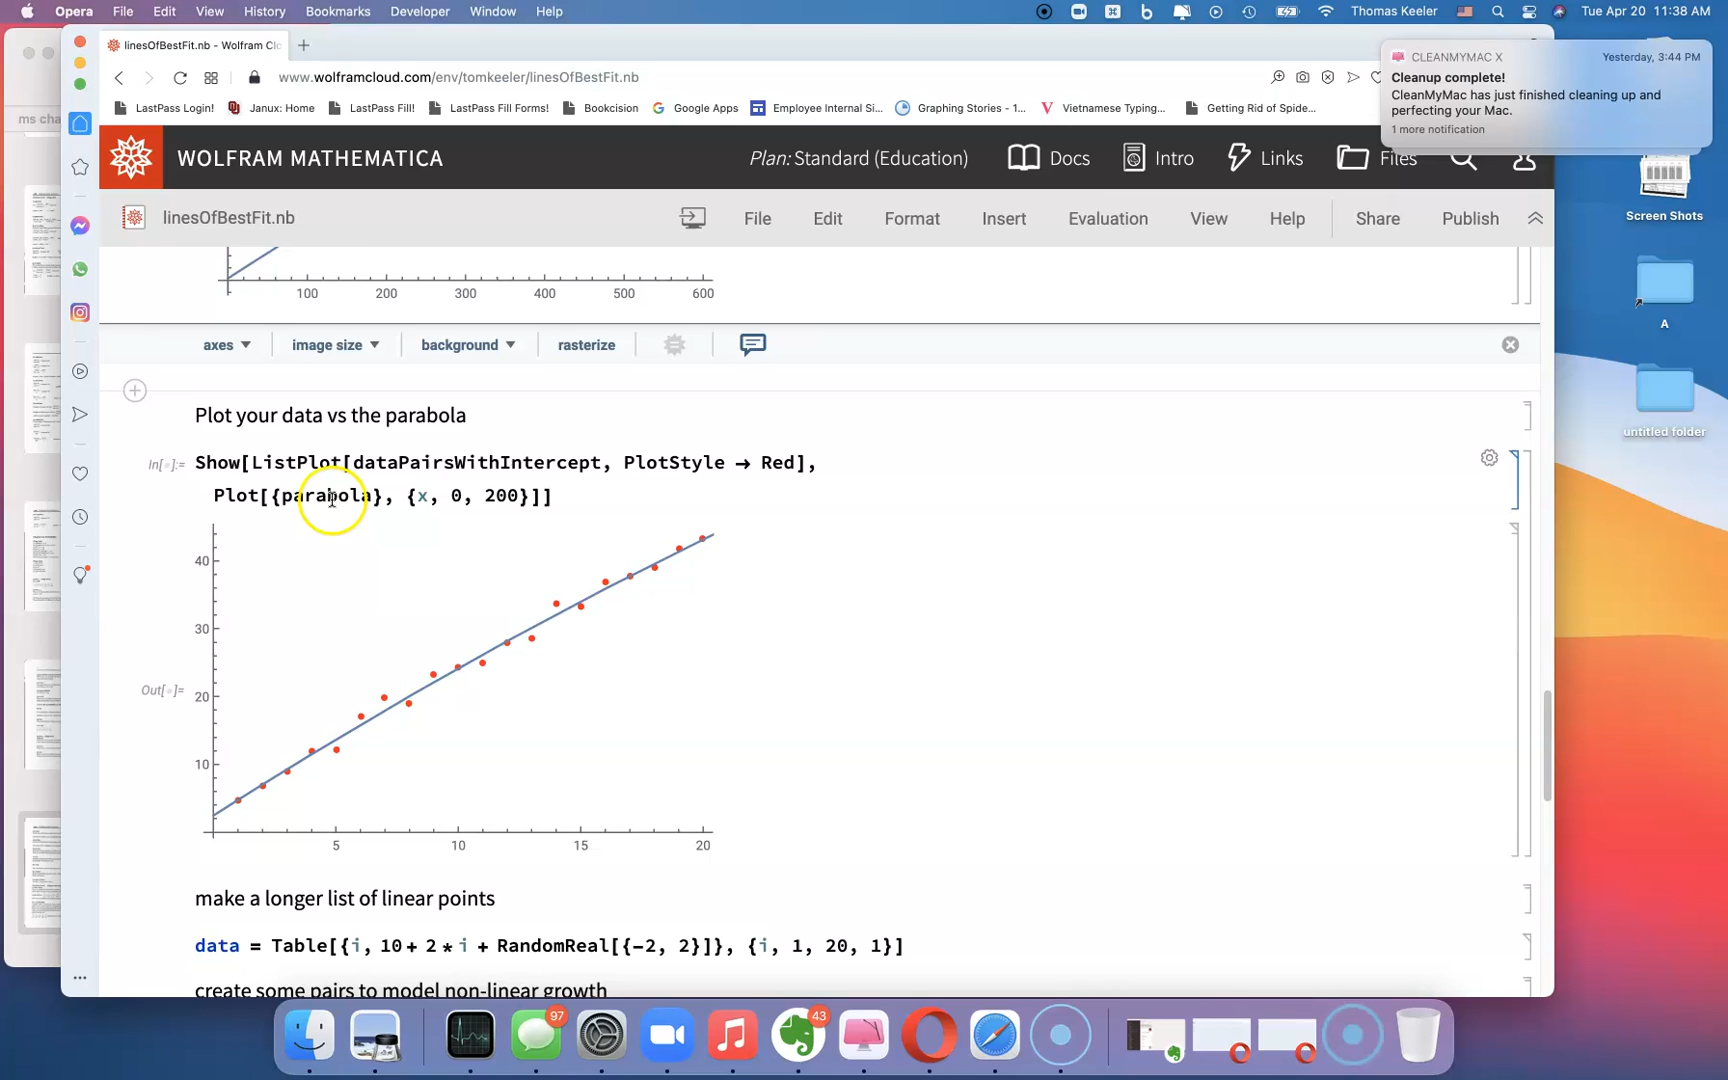 Opera File Edit View History Bookmarks Developer Window Help Thomas Keeler Tue Apr 20 11:38 AM
linesOfBestFit.nb - Wolfram Clo
www.wolframcloud.com/env/tomkeeler/linesOfBestFit.nb
LastPass Login! Janux: Home LastPass Fill! LastPass Fill Forms! Bookcision Google Apps Employee Internal Si... Graphing Stories - 1... Vietnamese Typing... Getting Rid of Spide...
CLEANMYMAC X Yesterday, 3:44 PM
Cleanup complete!
CleanMyMac has just finished cleaning up and
perfecting your Mac.
1 more notification
ms cha
WOLFRAM MATHEMATICA Plan: Standard (Education) Docs Intro Links Files
linesOfBestFit.nb File Edit Format Insert Evaluation View Help Share Publish
Screen Shots
A
untitled folder
100 200 300 400 500 600
axes image size background rasterize
Plot your data vs the parabola
In[ ]:= Show[ListPlot[dataPairsWithIntercept, PlotStyle → Red],
Plot[{parabola}, {x, 0, 200}]]
40
30
Out[ ]=
20
10
5 10 15 20
make a longer list of linear points
data = Table[{i, 10 + 2 * i + RandomReal[{-2, 2}]}, {i, 1, 20, 1}]
create some pairs to model non-linear growth
97
43